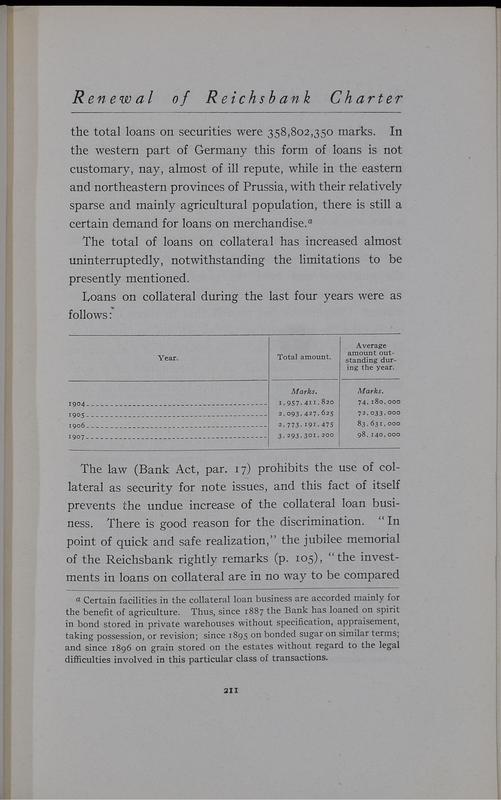 Renewal of Reichsbank Charter
the total loans on securities were 358,802,350 marks. In
the western part of Germany this form of loans is not
customary, nay, almost of ill repute, while in the eastern
and northeastern provinces of Prussia, with their relatively
sparse and mainly agricultural population, there is still a
certain demand for loans on merchandise.a
The total of loans on collateral has increased almost
uninterruptedly, notwithstanding the limitations to be
presently mentioned.
Loans on collateral during the last four years were as
follows:
Year. Total amount. Average amount outstanding during the year.
Marks. Marks.
1904 1,957,411,820 74,180,000
1905 2,093,427,625 72,033,000
1906 2,773,191,475 83,631,000
1907 3,293,301,200 98,140,000
The law (Bank Act, par. 17) prohibits the use of col-
lateral as security for note issues, and this fact of itself
prevents the undue increase of the collateral loan busi-
ness. There is good reason for the discrimination. "In
point of quick and safe realization," the jubilee memorial
of the Reichsbank rightly remarks (p. 105), "the invest-
ments in loans on collateral are in no way to be compared
a Certain facilities in the collateral loan business are accorded mainly for
the benefit of agriculture. Thus, since 1887 the Bank has loaned on spirit
in bond stored in private warehouses without specification, appraisement,
taking possession, or revision; since 1895 on bonded sugar on similar terms;
and since 1896 on grain stored on the estates without regard to the legal
difficulties involved in this particular class of transactions.
211